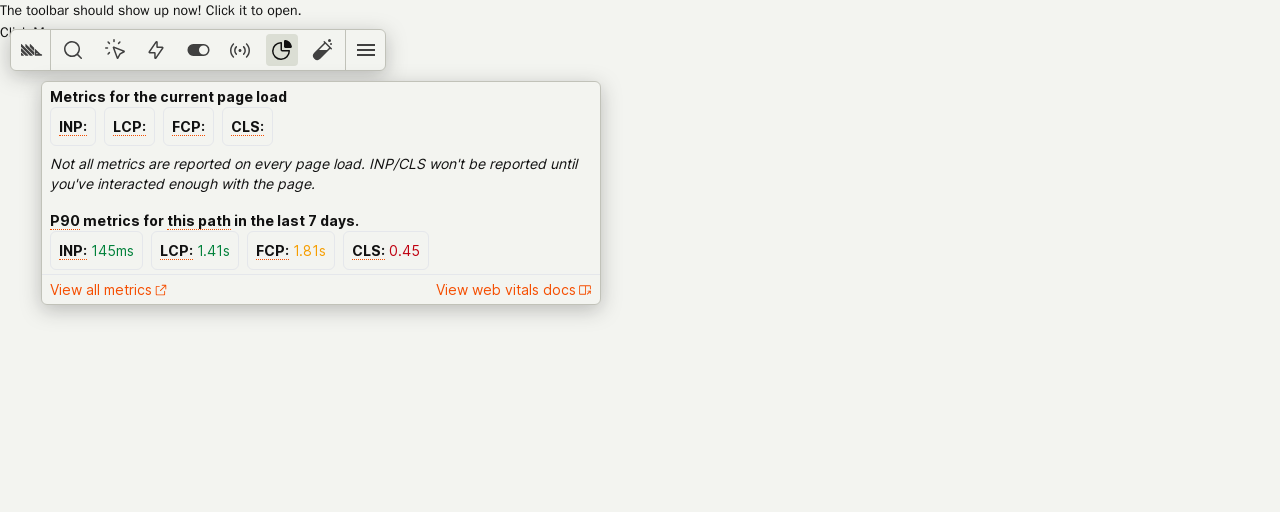 The toolbar should show up now! Click it to open.
Metrics for the current page load
INP: LCP: FCP: CLS:
Not all metrics are reported on every page load. INP/CLS won't be reported until
you've interacted enough with the page.
P90 metrics for this path in the last 7 days.
INP: 145ms LCP: 1.41s FCP: 1.81s CLS: 0.45
View all metrics View web vitals docs